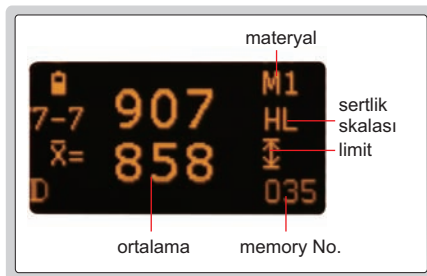 materyal
M1
7-7 907 HL
sertlik
skalası
x̄= 858
limit
D 035
ortalama memory No.